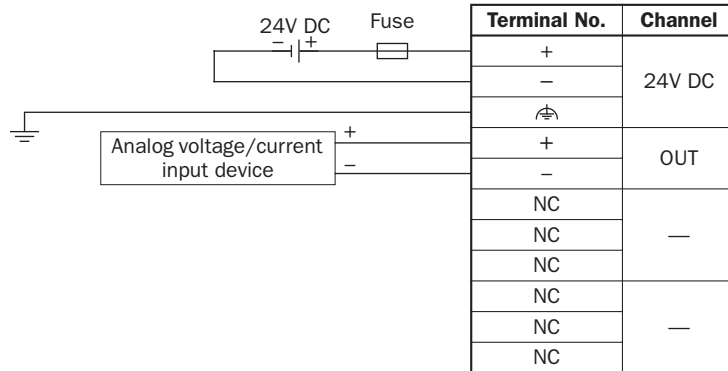 24V DC
Fuse
− +
Analog voltage/current
input device
+
−
Terminal No. Channel
+
−
24V DC
+
−
OUT
NC
NC
NC
—
NC
NC
NC
—